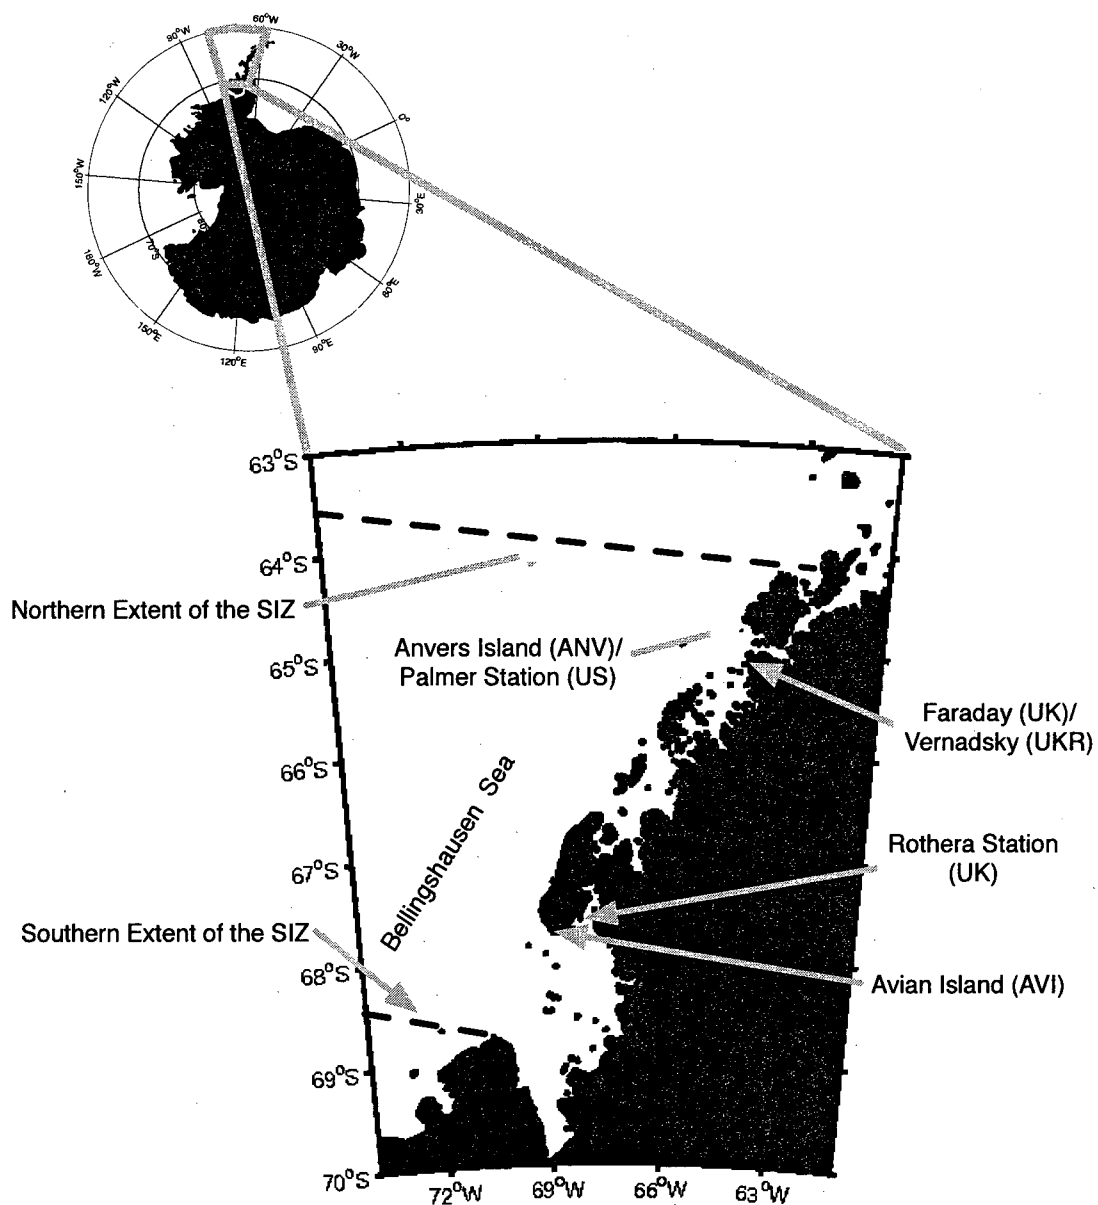 60°W
90°W
30°W
120°W
0°
150°W
30°E
70°S
180°W
60°E
150°E
90°E
120°E
63°S
64°S
Northern Extent of the SIZ
Anvers Island (ANV)/
Palmer Station (US)
65°S
Faraday (UK)/
Vernadsky (UKR)
66°S
Bellingshausen Sea
Rothera Station
(UK)
67°S
Southern Extent of the SIZ
68°S
Avian Island (AVI)
69°S
70°S
72°W
69°W
66°W
63°W